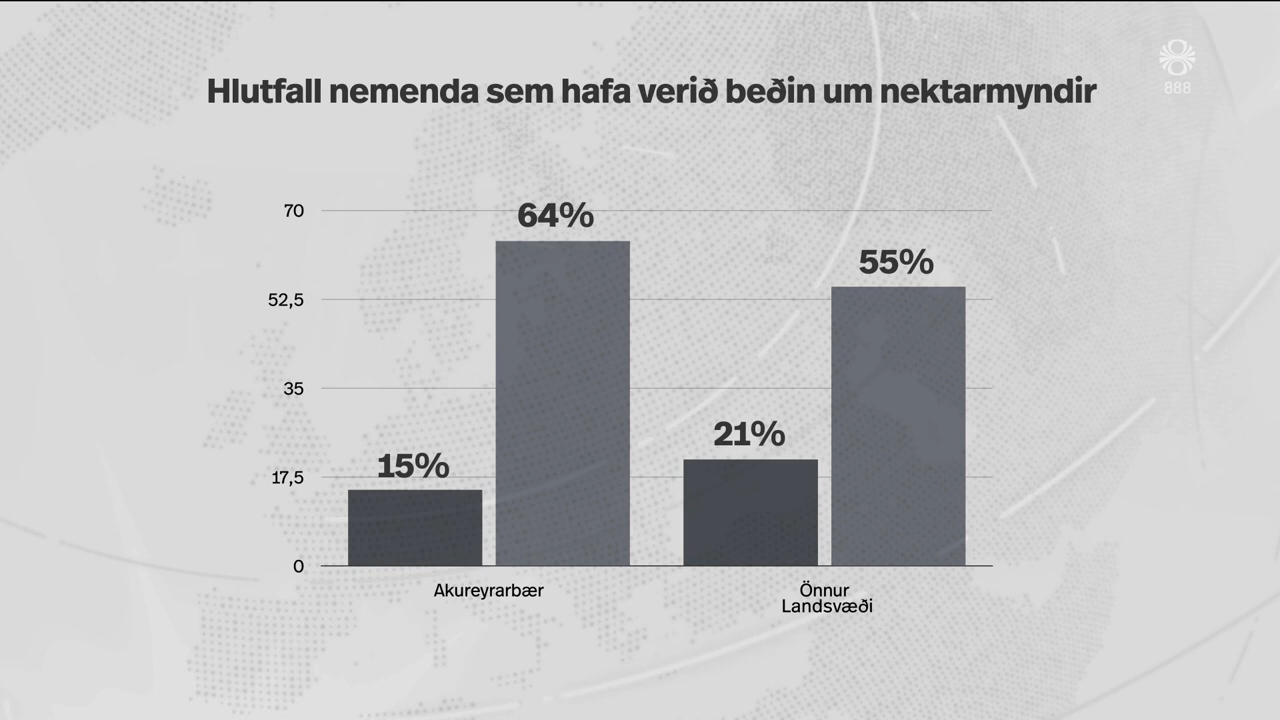 Hlutfall nemenda sem hafa verið beðin um nektarmyndir
888
70
52,5
35
17,5
0
15%
64%
21%
55%
Akureyrarbær
Önnur
Landsvæði